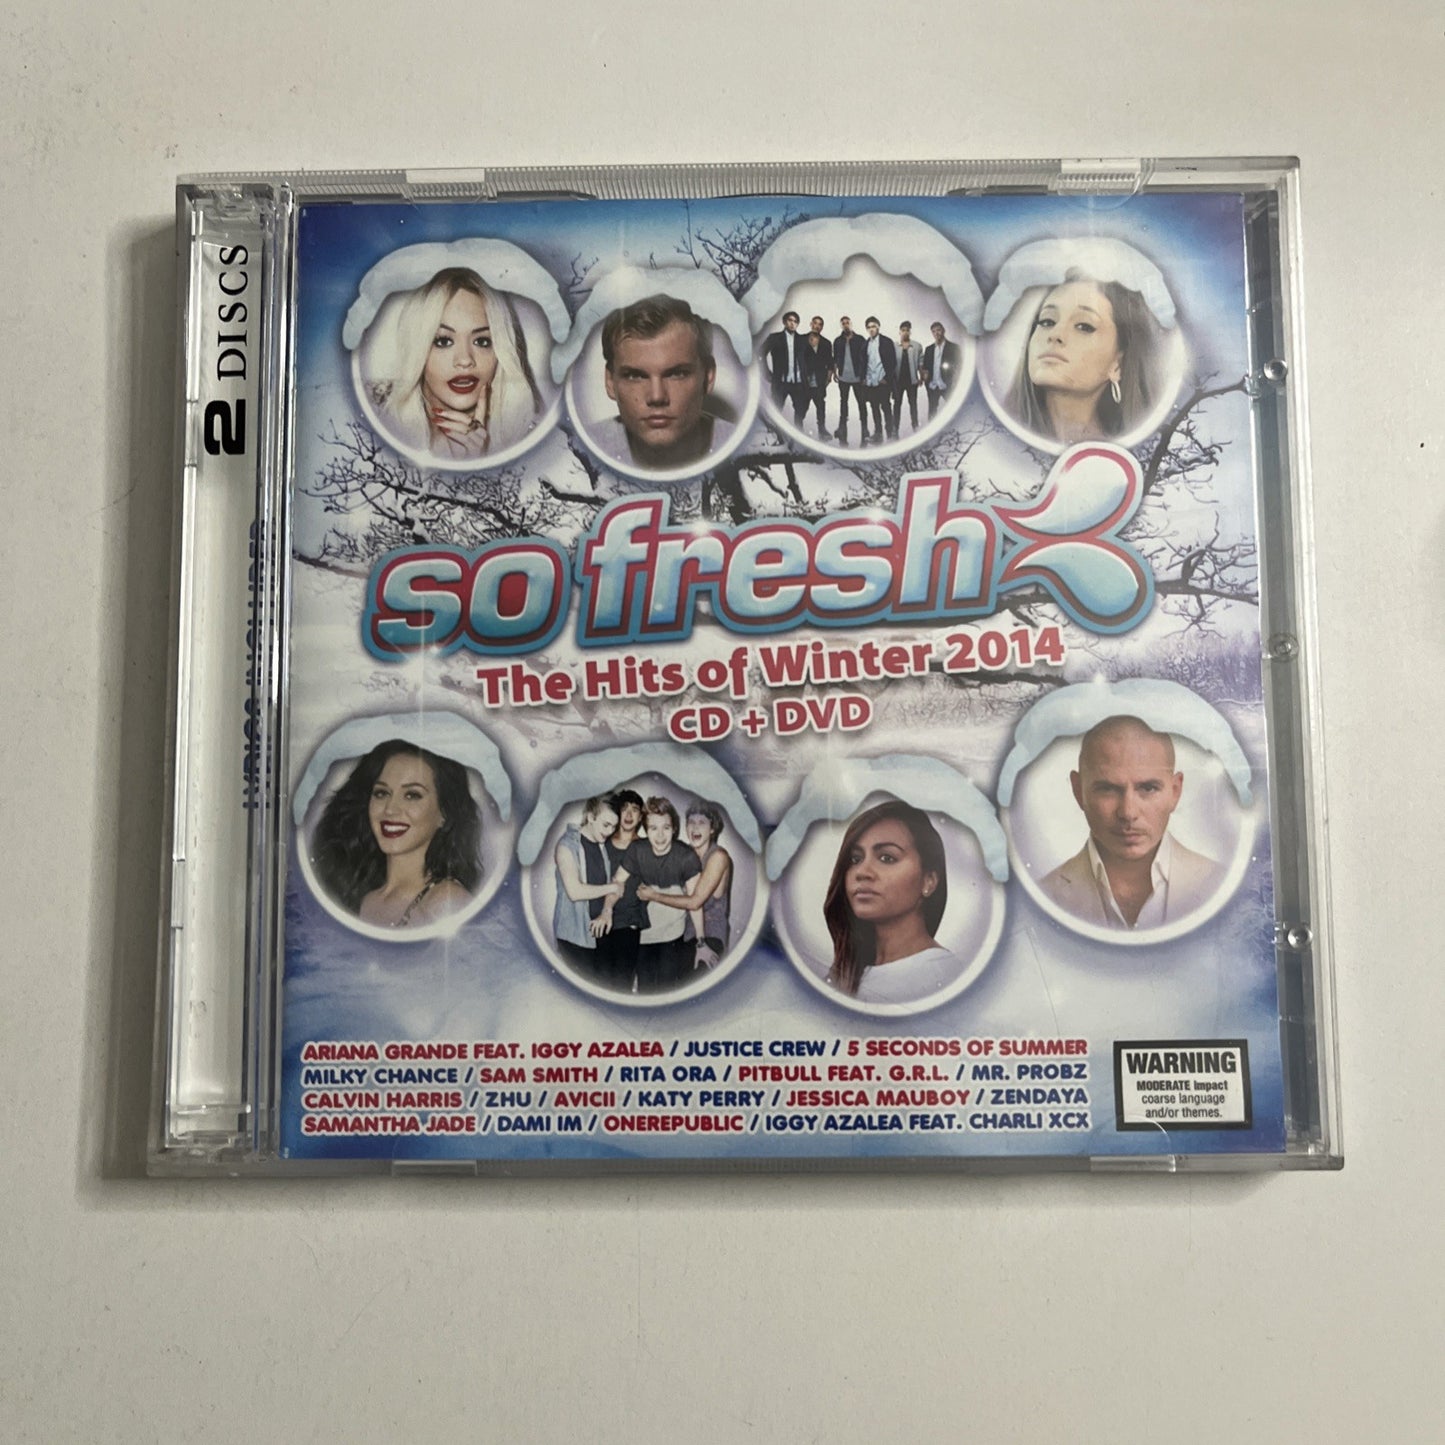 2 DISCS
LYRICS INCLUDED
so fresh
The Hits of Winter 2014
CD + DVD
ARIANA GRANDE FEAT. IGGY AZALEA / JUSTICE CREW / 5 SECONDS OF SUMMER
MILKY CHANCE / SAM SMITH / RITA ORA / PITBULL FEAT. G.R.L. / MR. PROBZ
CALVIN HARRIS / ZHU / AVICII / KATY PERRY / JESSICA MAUBOY / ZENDAYA
SAMANTHA JADE / DAMI IM / ONEREPUBLIC / IGGY AZALEA FEAT. CHARLI XCX
WARNING
MODERATE impact
coarse language
and/or themes.